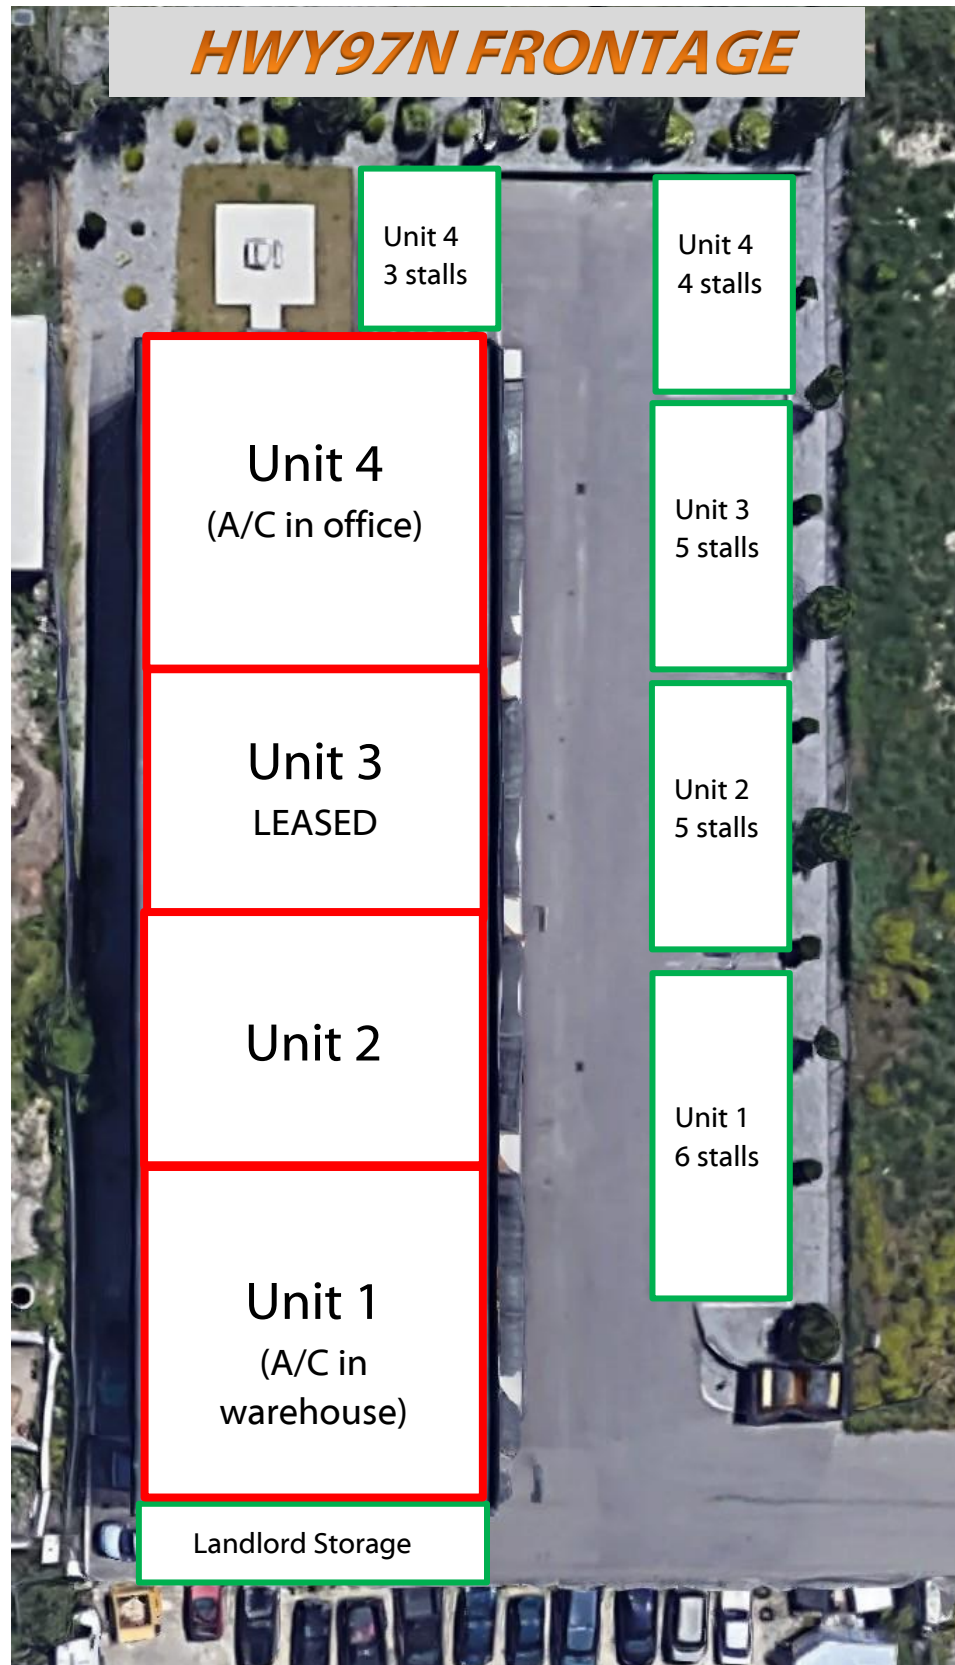 HWY97N FRONTAGE
Unit 4
3 stalls
Unit 4
4 stalls
Unit 4
(A/C in office)
Unit 3
5 stalls
Unit 3
LEASED
Unit 2
5 stalls
Unit 2
Unit 1
6 stalls
Unit 1
(A/C in
warehouse)
Landlord Storage